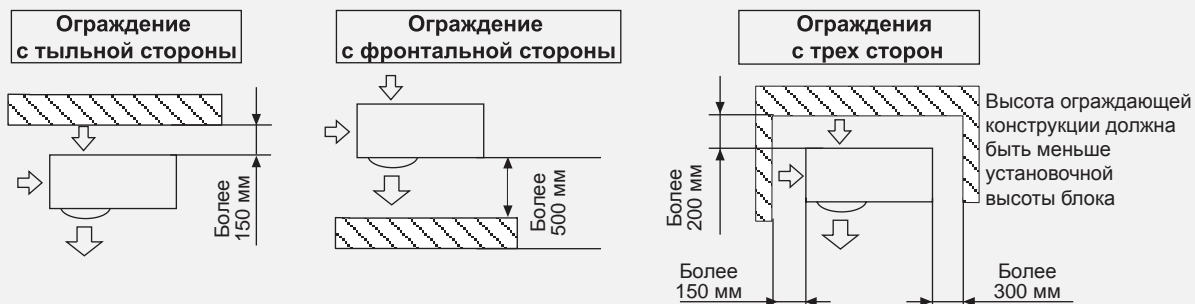 Ограждение
с тыльной стороны
Более
150 мм
Ограждение
с фронтальной стороны
Более
500 мм
Ограждения
с трех сторон
Высота ограждающей
конструкции должна
быть меньше
установочной
высоты блока
Более
200 мм
Более
150 мм
Более
300 мм